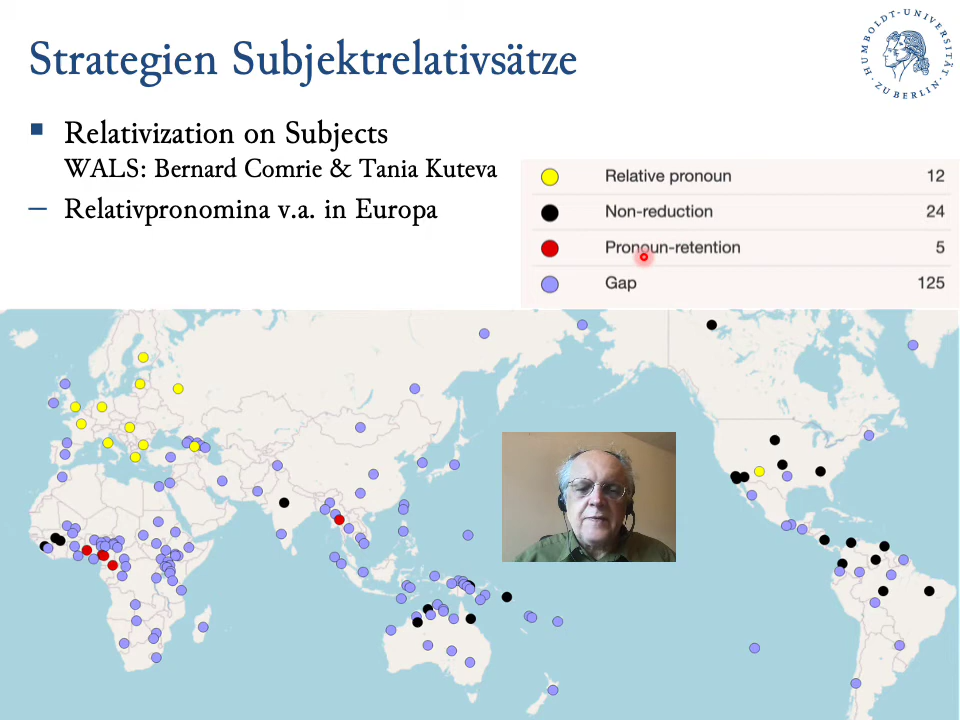 Strategien Subjektrelativsätze
HUMBOLDT-UNIVERSITÄT ZU BERLIN
Relativization on Subjects
WALS: Bernard Comrie & Tania Kuteva
– Relativpronomina v.a. in Europa
Relative pronoun 12
Non-reduction 24
Pronoun-retention 5
Gap 125